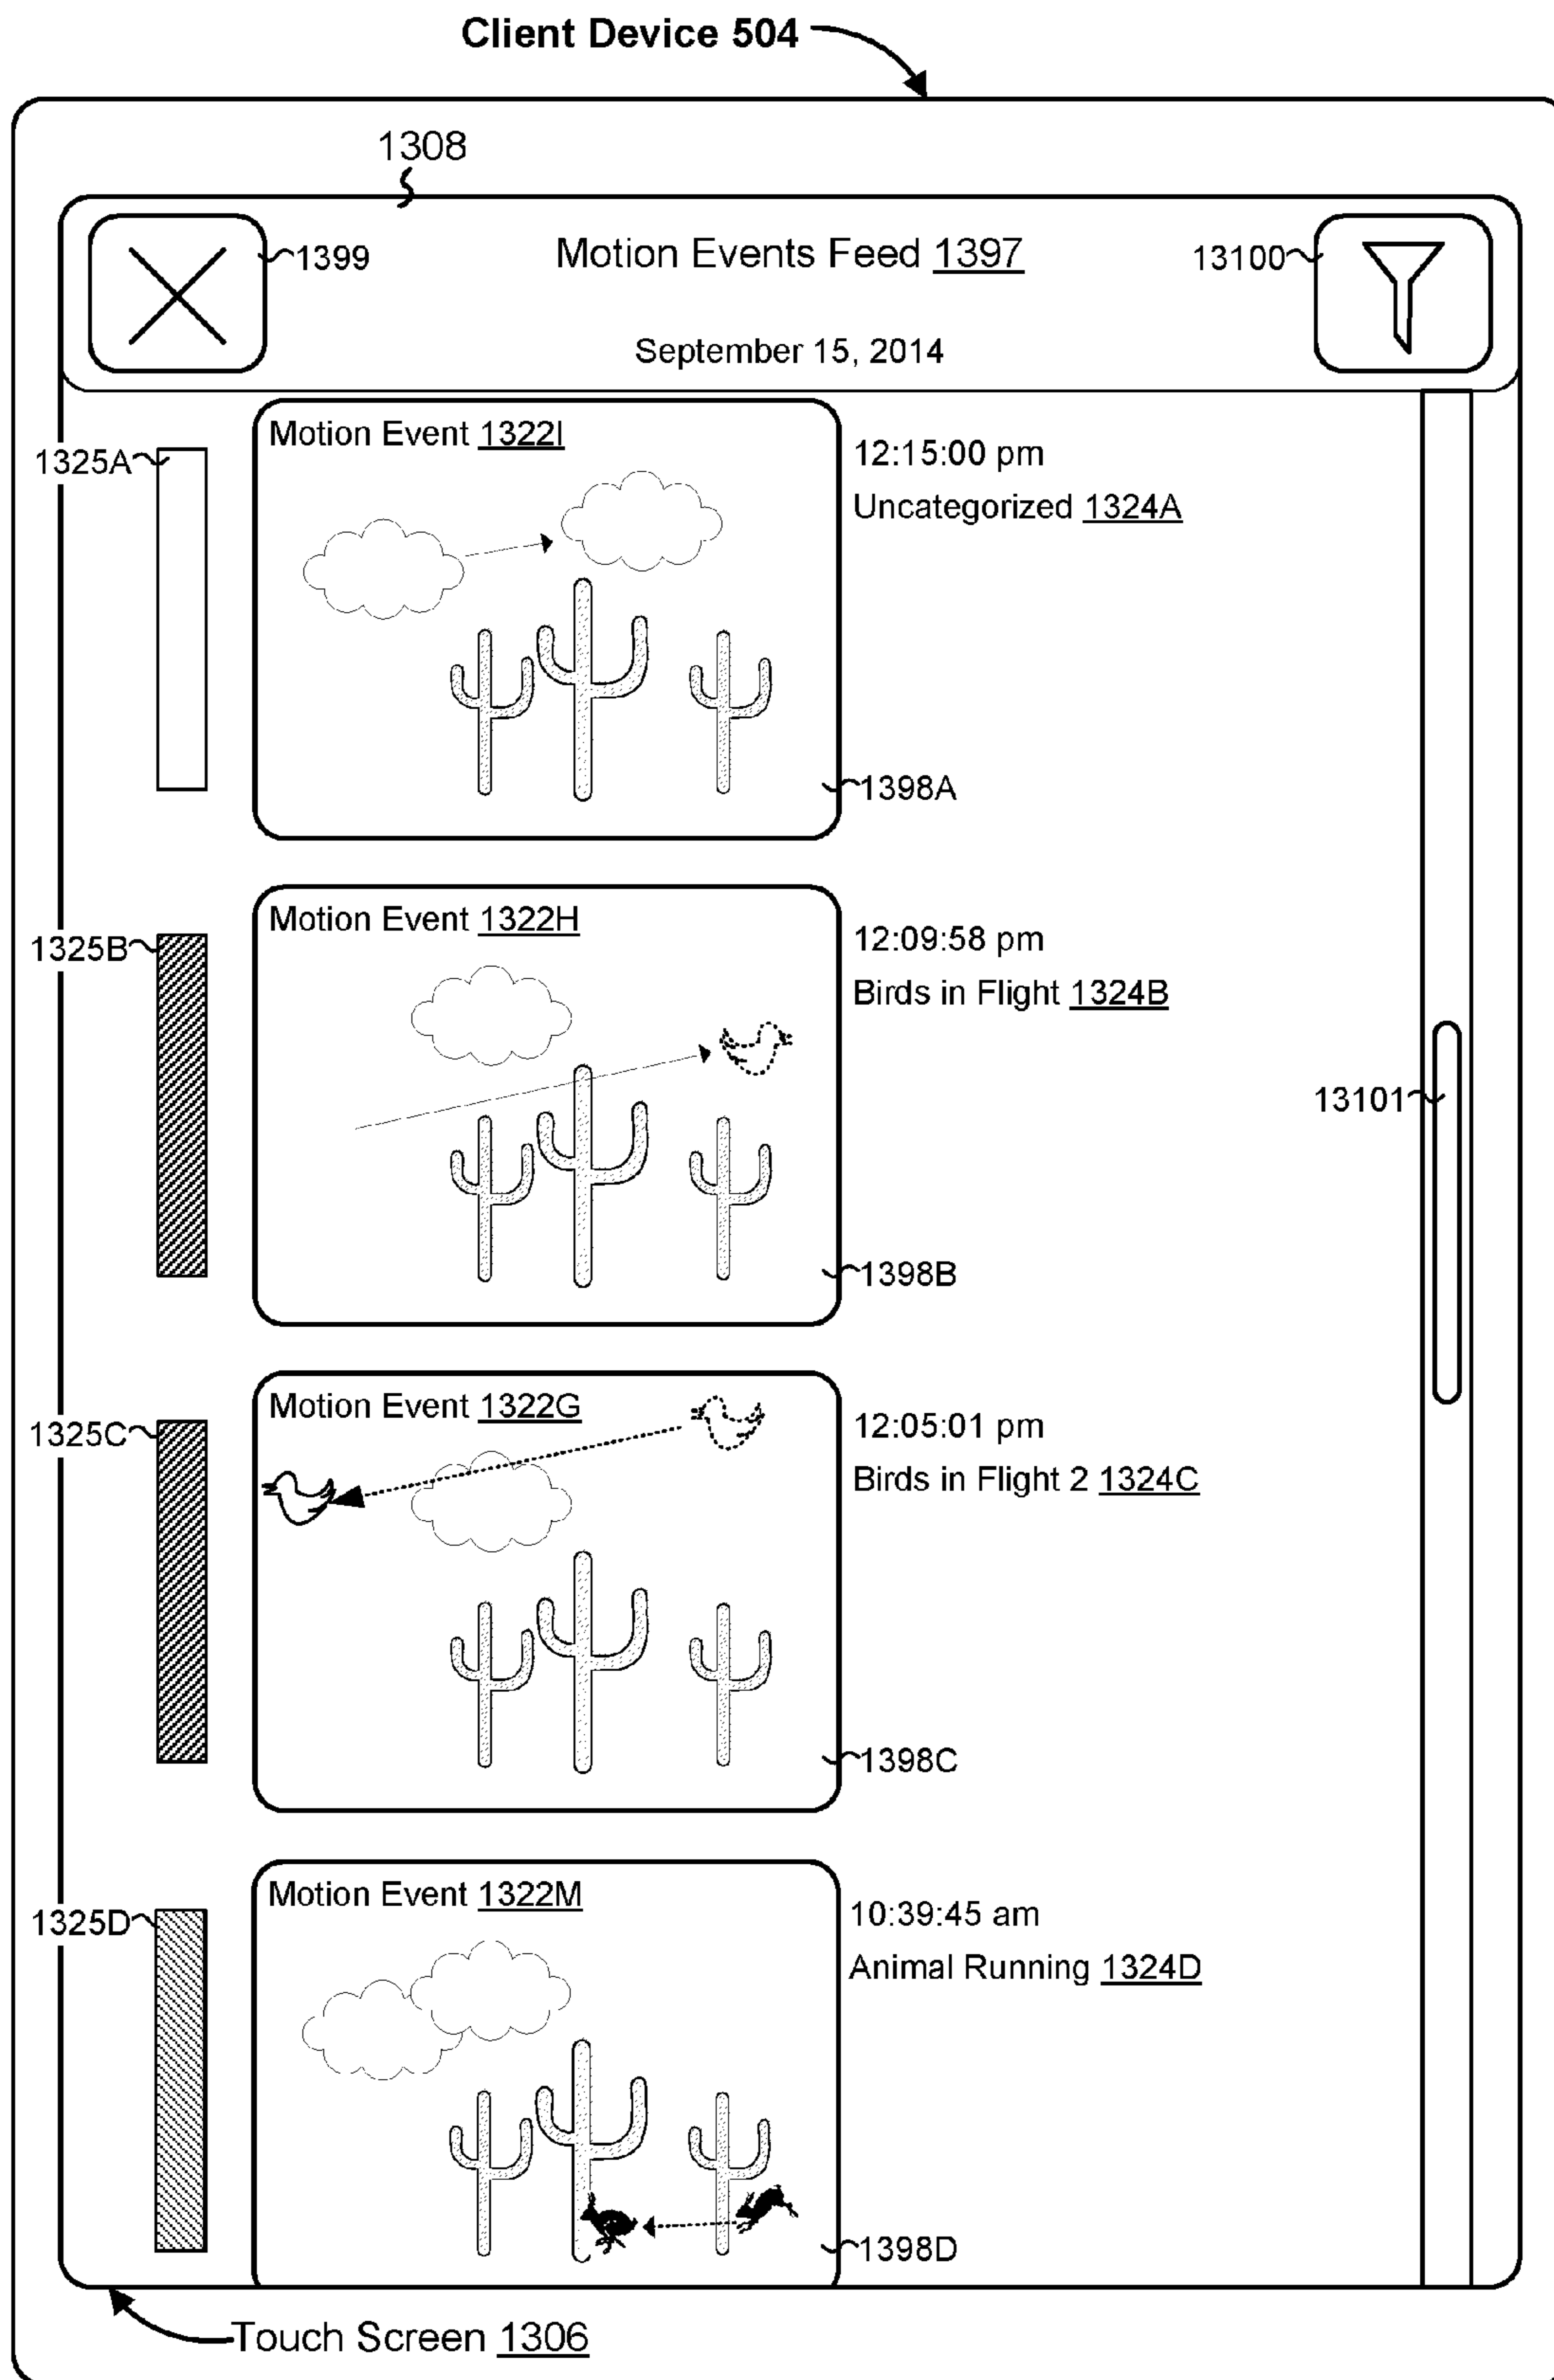 Client Device 504
1308
1399
Motion Events Feed 1397
13100
September 15, 2014
1325A
Motion Event 1322I
12:15:00 pm
Uncategorized 1324A
1398A
1325B
Motion Event 1322H
12:09:58 pm
Birds in Flight 1324B
13101
1398B
1325C
Motion Event 1322G
12:05:01 pm
Birds in Flight 2 1324C
1398C
1325D
Motion Event 1322M
10:39:45 am
Animal Running 1324D
1398D
Touch Screen 1306